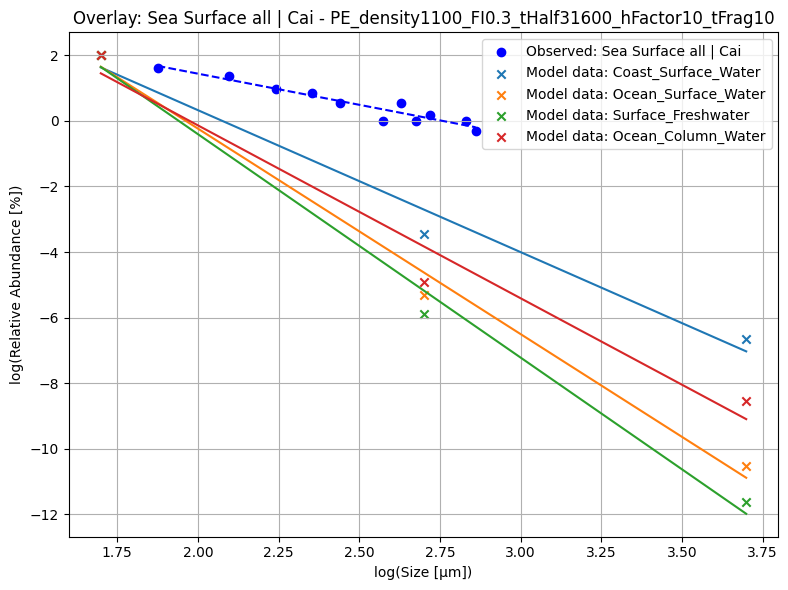 Overlay: Sea Surface all | Cai - PE_density1100_FI0.3_tHalf31600_hFactor10_tFrag10
Observed: Sea Surface all | Cai
Model data: Coast_Surface_Water
Model data: Ocean_Surface_Water
Model data: Surface_Freshwater
Model data: Ocean_Column_Water
log(Relative Abundance [%])
2
0
−2
−4
−6
−8
−10
−12
1.75
2.00
2.25
2.50
2.75
3.00
3.25
3.50
3.75
log(Size [μm])